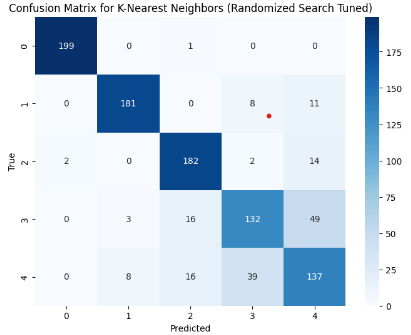 Confusion Matrix for K-Nearest Neighbors (Randomized Search Tuned)
0 199 0 1 0 0
1 0 181 0 8 11
2 2 0 182 2 14
3 0 3 16 132 49
4 0 8 16 39 137
0 1 2 3 4
True
Predicted
175
150
125
100
75
50
25
0